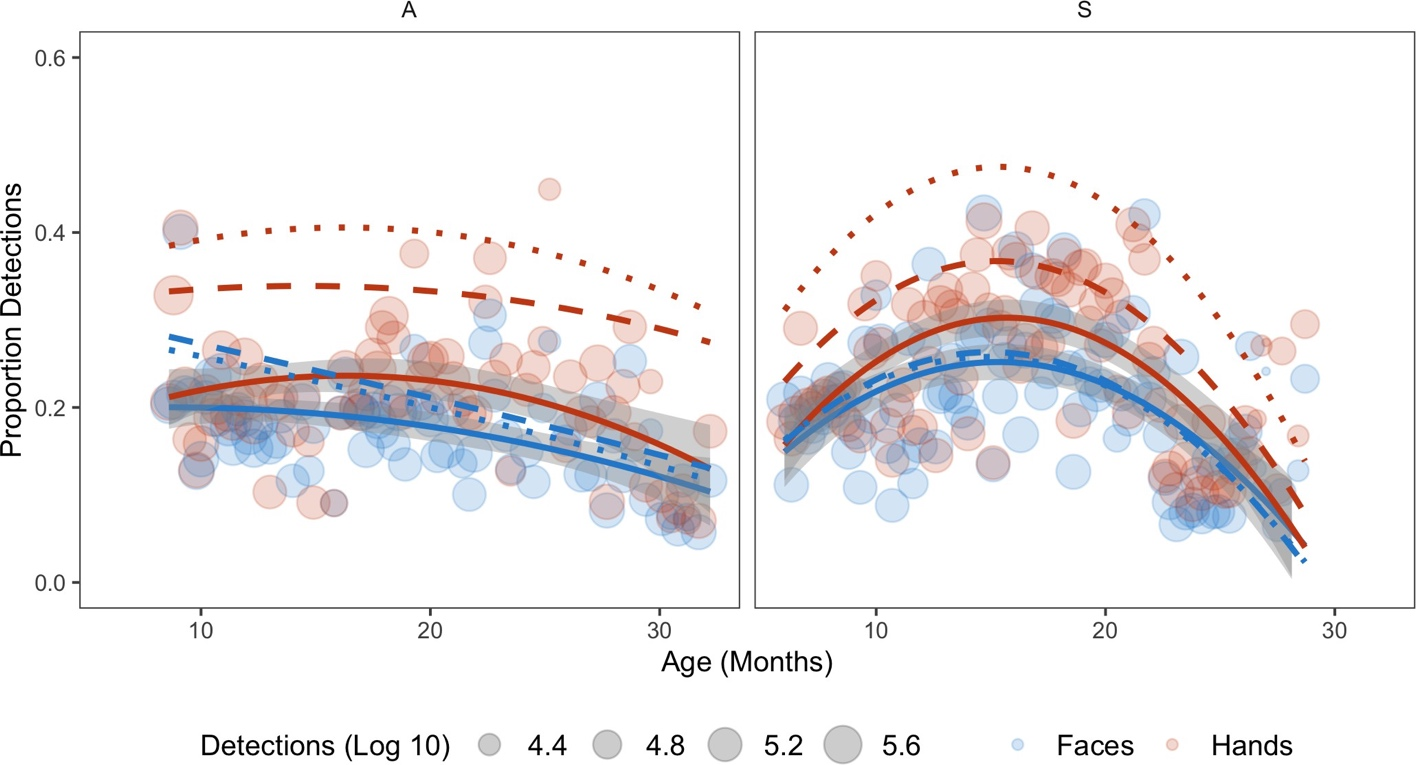 A
S
Proportion Detections
0.6
0.4
0.2
0.0
10 20 30
10 20 30
Age (Months)
Detections (Log 10) 4.4 4.8 5.2 5.6 Faces Hands